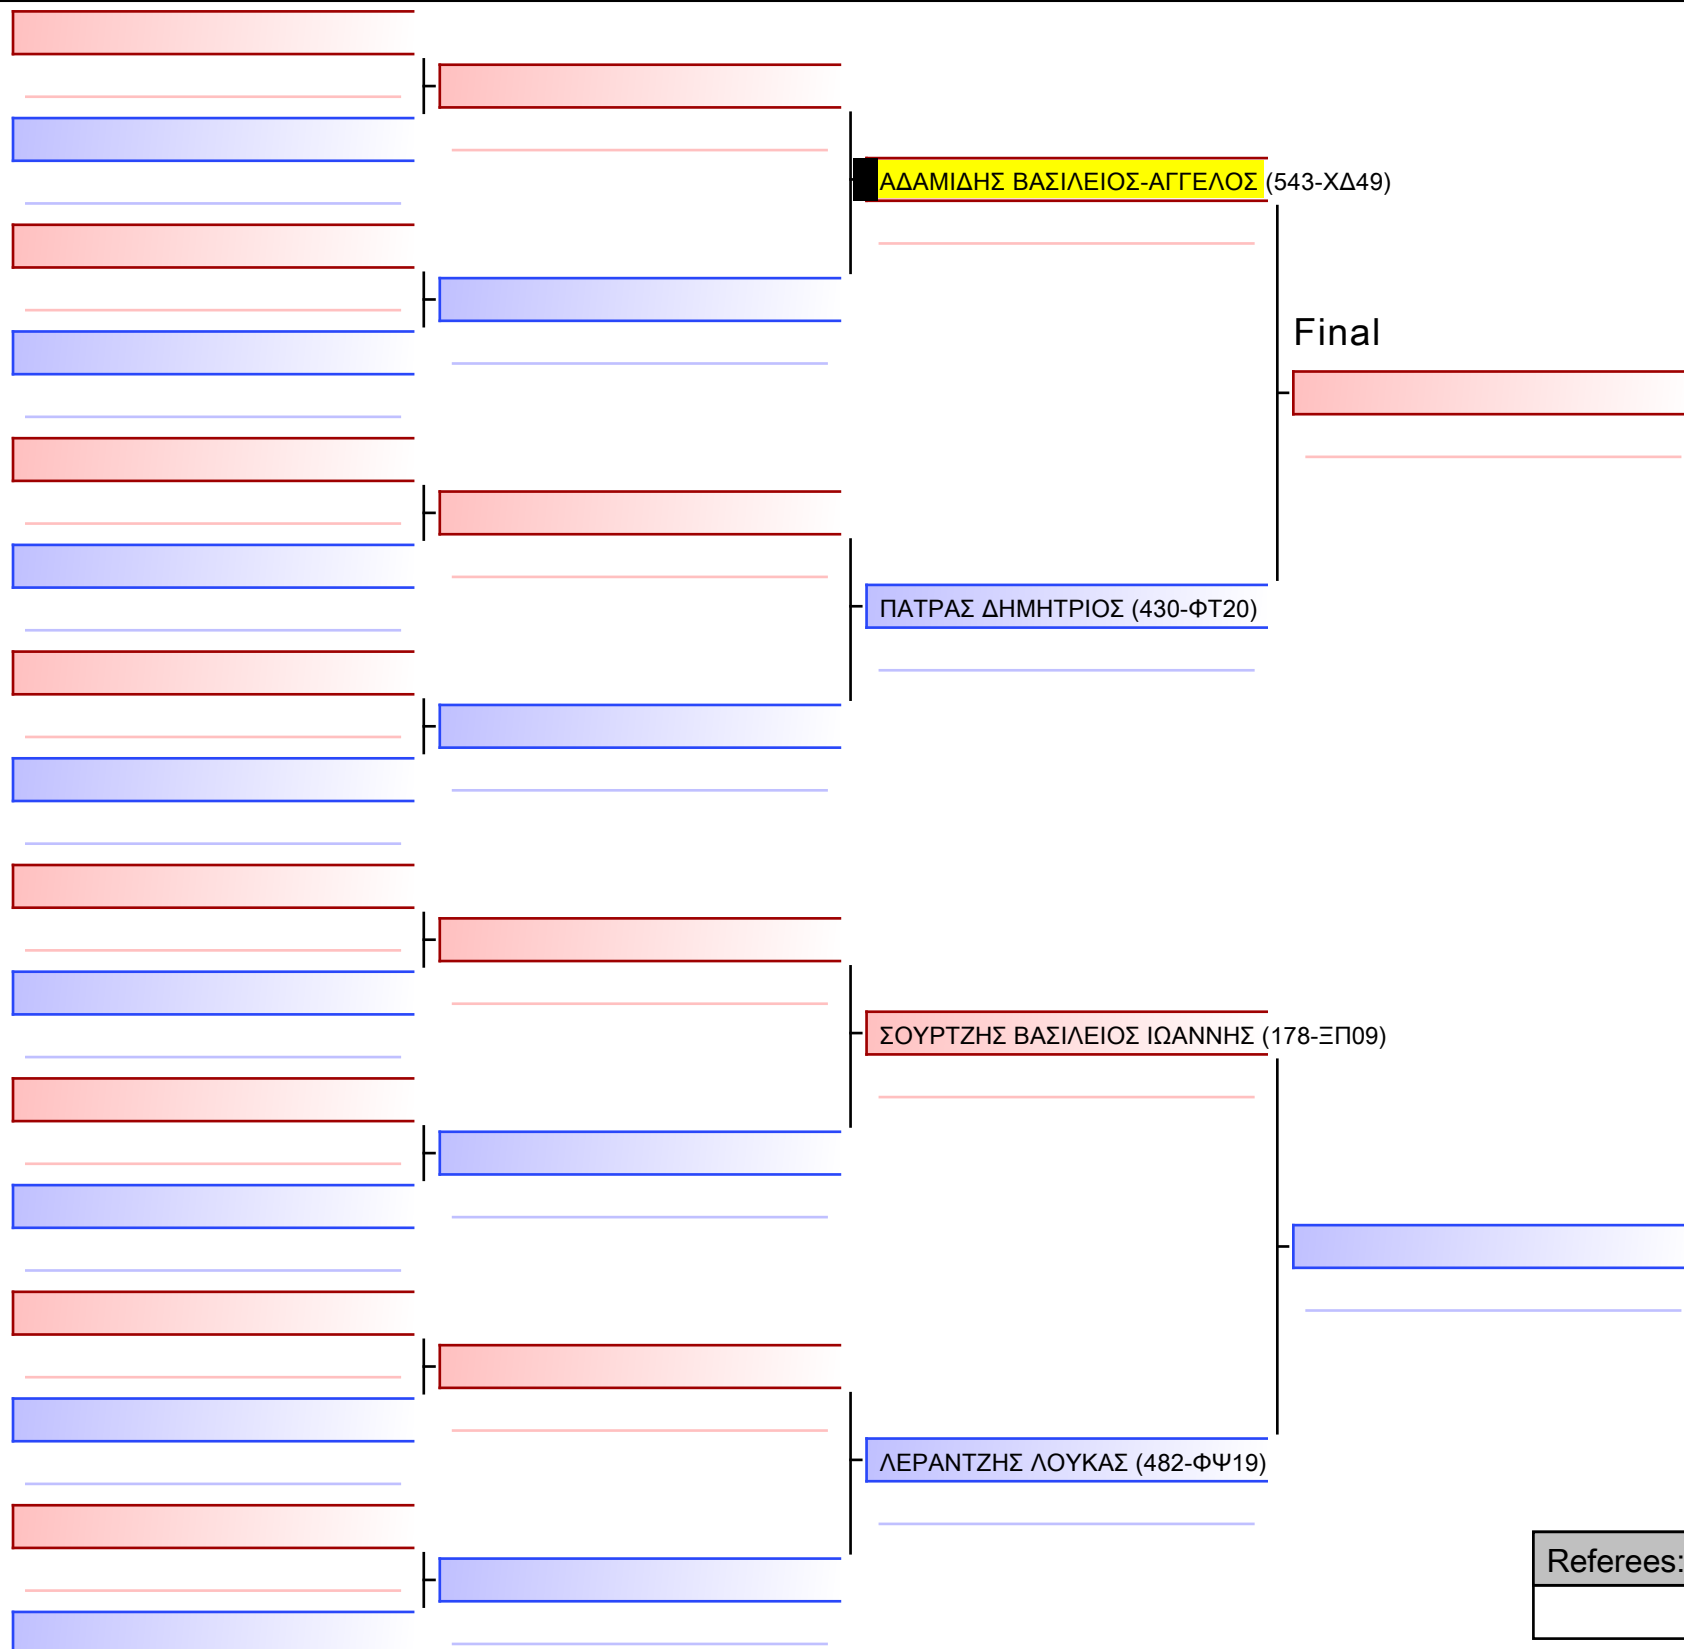 ΑΔΑΜΙΔΗΣ ΒΑΣΙΛΕΙΟΣ-ΑΓΓΕΛΟΣ (543-ΧΔ49)
Final
ΠΑΤΡΑΣ ΔΗΜΗΤΡΙΟΣ (430-ΦΤ20)
ΣΟΥΡΤΖΗΣ ΒΑΣΙΛΕΙΟΣ ΙΩΑΝΝΗΣ (178-ΞΠ09)
ΛΕΡΑΝΤΖΗΣ ΛΟΥΚΑΣ (482-ΦΨ19)
Referees: